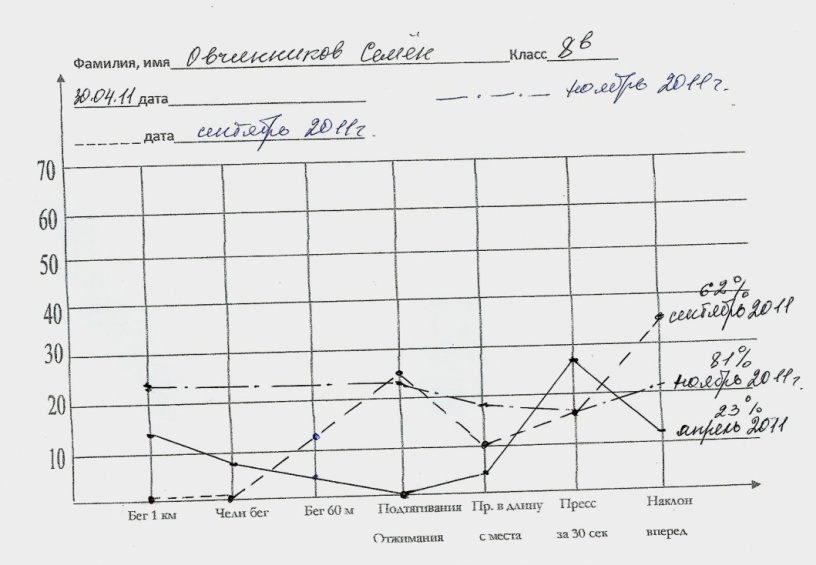 Фамилия, имя Овчинников Семён Класс 8в
30.04.11 дата ноябрь 2011г.
дата сентябрь 2011г.
70
60
50
40
30
20
10
62%
сентябрь 2011
81%
ноябрь 2011г.
23%
апрель 2011
Бег 1 км Челн бег Бег 60 м Подтягивания Пр. в длину Пресс Наклон
Отжимания с места за 30 сек вперед